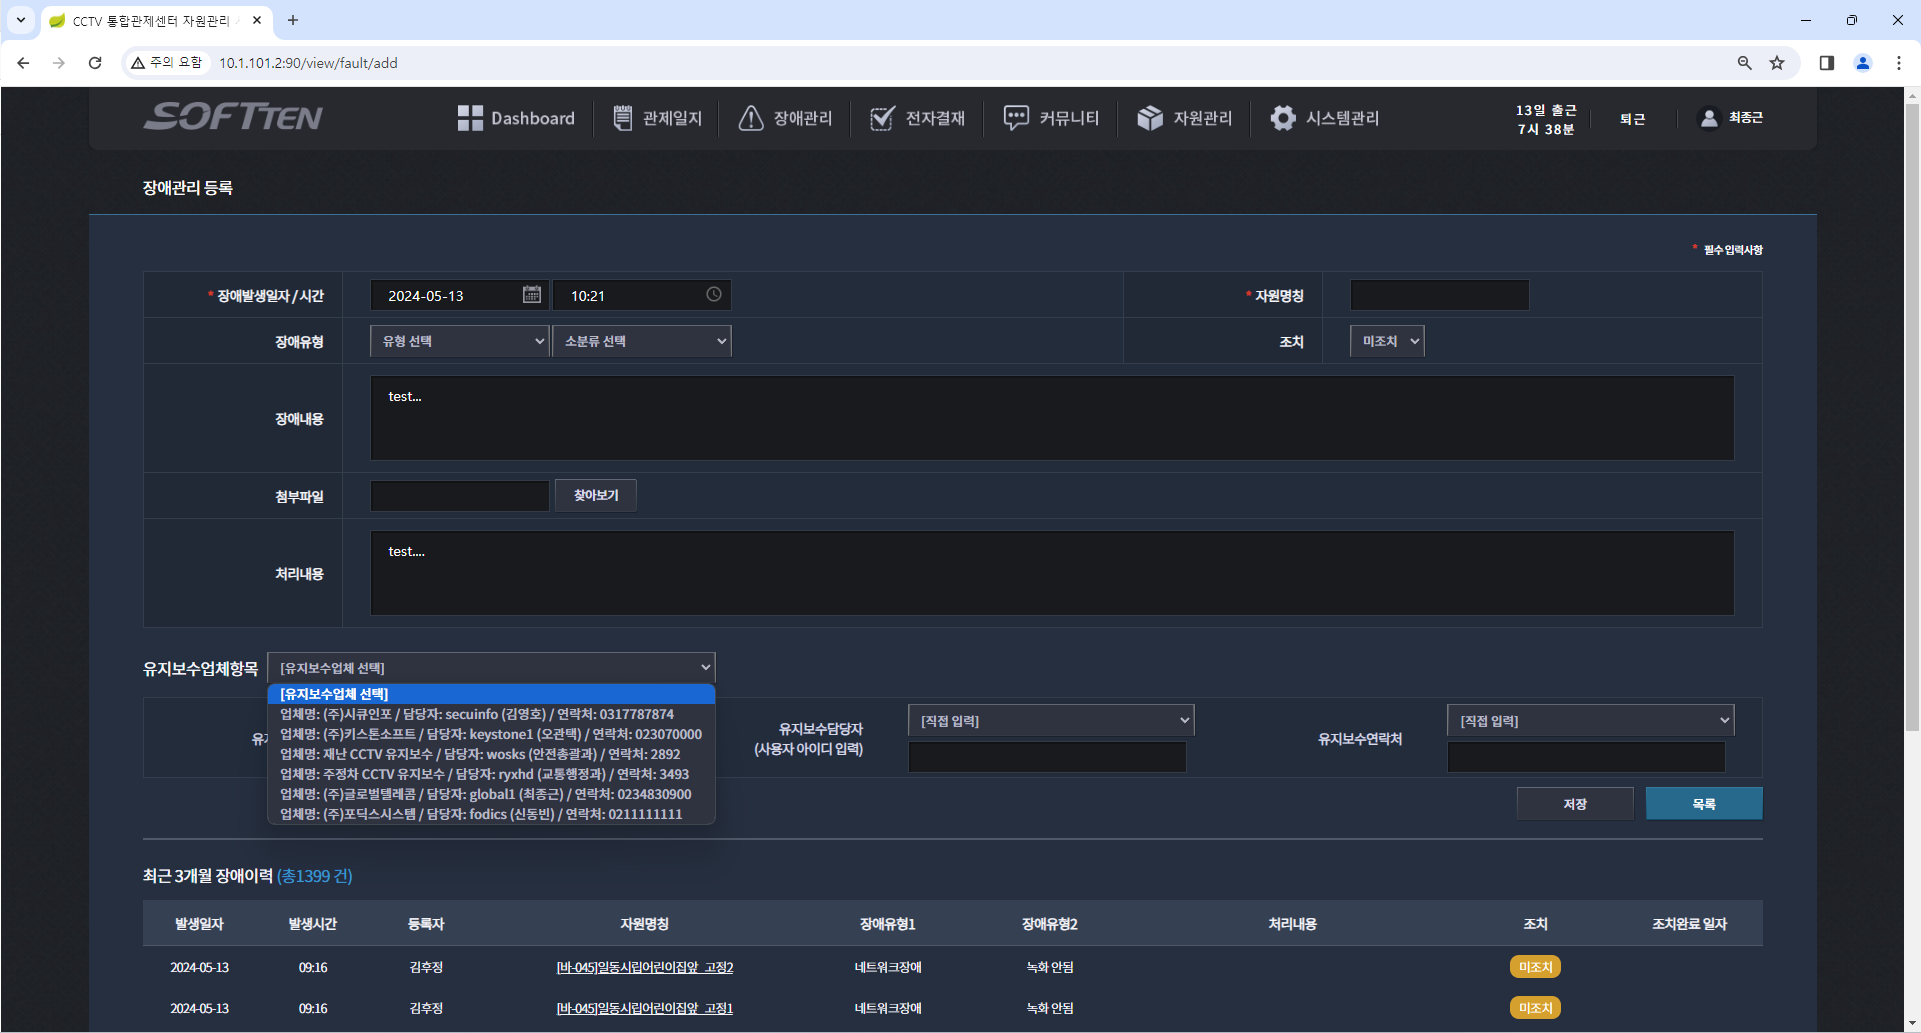 CCTV 통합관제센터 자원관리
주의 요함 10.1.101.2:90/view/fault/add
SOFTTEN Dashboard 관제일지 장애관리 전자결재 커뮤니티 자원관리 시스템관리 13일 출근 7시 38분 퇴근 최종근
장애관리 등록
* 필수 입력사항
* 장애발생일자 / 시간 2024-05-13 10:21 * 자원명칭
장애유형 유형 선택 소분류 선택 조치 미조치
장애내용 test...
첨부파일 찾아보기
처리내용 test....
유지보수업체항목 [유지보수업체 선택]
[유지보수업체 선택]
업체명: (주)시큐인포 / 담당자: secuinfo (김영호) / 연락처: 0317787874
업체명: (주)키스톤소프트 / 담당자: keystone1 (오관택) / 연락처: 023070000
업체명: 재난 CCTV 유지보수 / 담당자: wosks (안전총괄과) / 연락처: 2892
업체명: 주정차 CCTV 유지보수 / 담당자: ryxhd (교통행정과) / 연락처: 3493
업체명: (주)글로벌텔레콤 / 담당자: global1 (최종근) / 연락처: 0234830900
업체명: (주)포딕스시스템 / 담당자: fodics (신동빈) / 연락처: 0211111111
유지보수담당자 [직접 입력]
(사용자 아이디 입력)
유지보수연락처 [직접 입력]
저장 목록
최근 3개월 장애이력 (총1399 건)
발생일자 발생시간 등록자 자원명칭 장애유형1 장애유형2 처리내용 조치 조치완료 일자
2024-05-13 09:16 김후정 [바-045]일동시립어린이집앞_고정2 네트워크장애 녹화 안됨 미조치
2024-05-13 09:16 김후정 [바-045]일동시립어린이집앞_고정1 네트워크장애 녹화 안됨 미조치